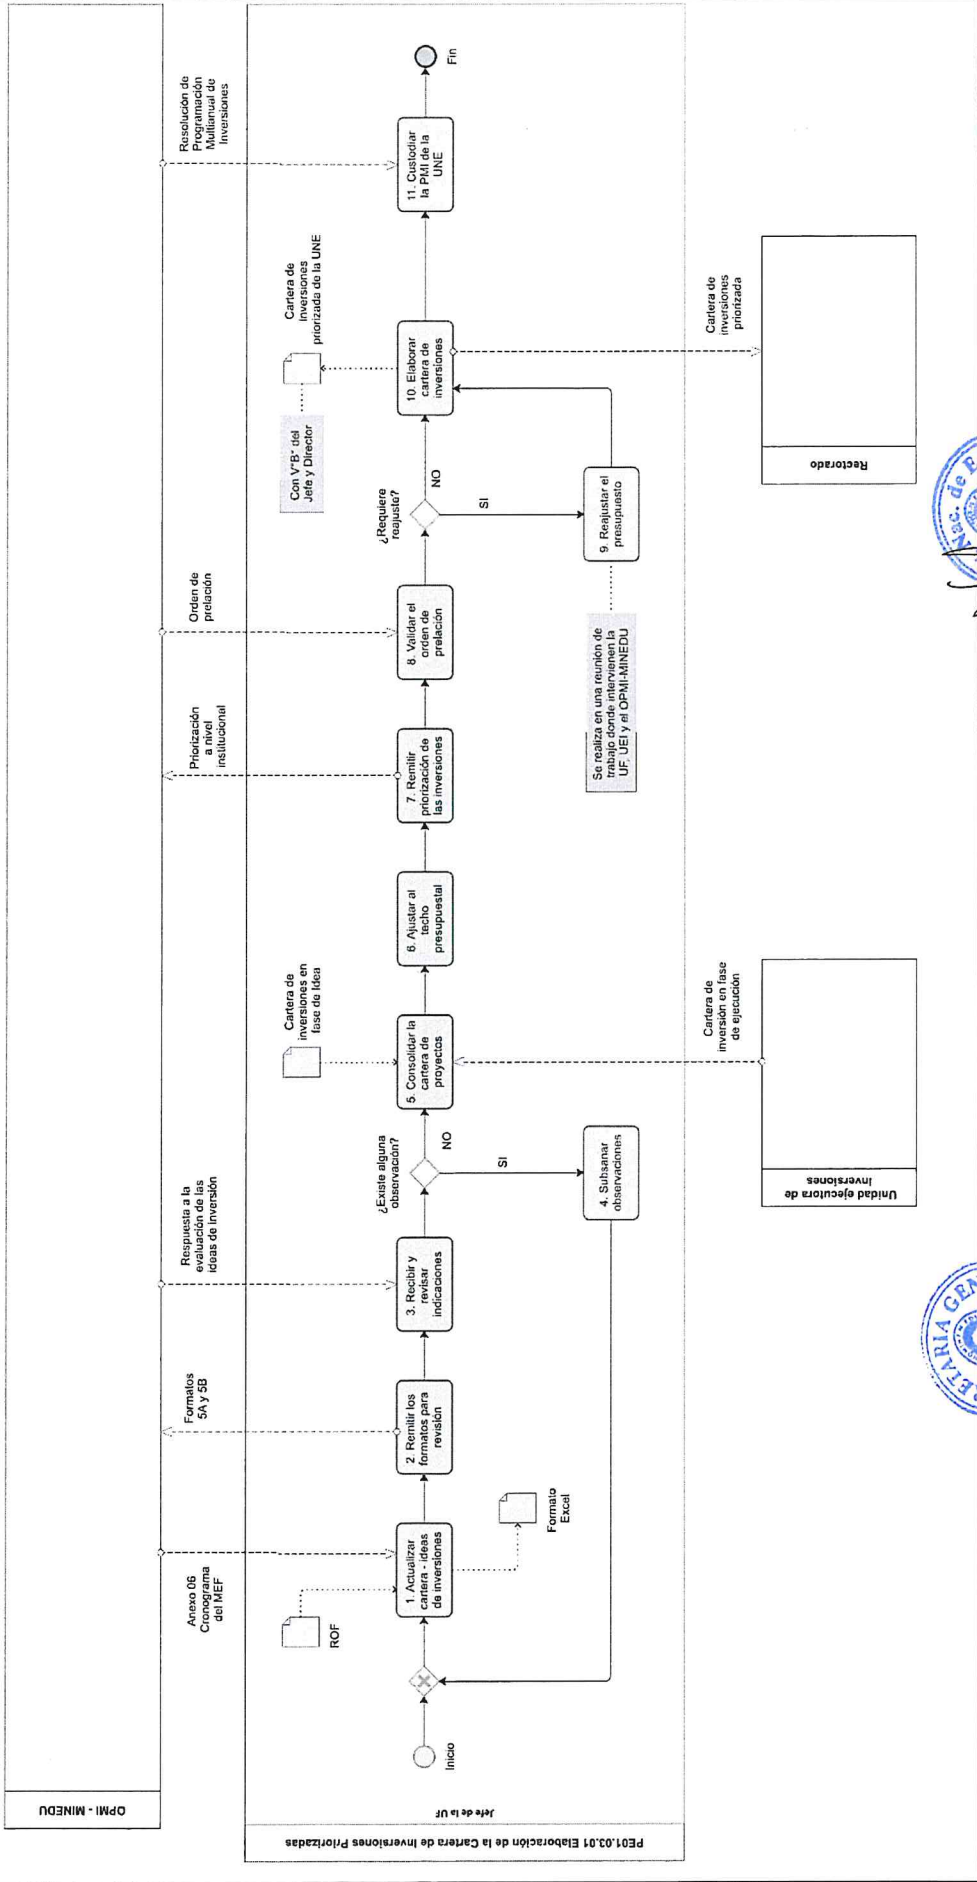 OPMI - MINEDU
PE01.03.01 Elaboración de la Cartera de Inversiones Priorizadas
Jefe de la UF
Inicio
Anexo 06
Cronograma
del MEF
ROF
1. Actualizar
cartera - ideas
de inversiones
Formato
Excel
Formatos
5A y 5B
2. Remitir los
formatos para
revisión
Respuesta a la
evaluación de las
ideas de inversión
3. Recibir y
revisar
indicaciones
¿Existe alguna
observación?
NO
SI
4. Subsanar
observaciones
Cartera de
inversiones en
fase de Idea
5. Consolidar la
cartera de
proyectos
Cartera de
inversión en fase
de ejecución
Unidad ejecutora de
inversiones
6. Ajustar al
techo
presupuestal
Priorización
a nivel
institucional
7. Remitir
priorización de
las inversiones
Orden de
prelación
8. Validar el
orden de
prelación
¿Requiere
reajuste?
NO
SI
9. Reajustar el
presupuesto
Se realiza en una reunión de
trabajo donde intervienen la
UF, UEI y el OPMI-MINEDU
Con V°B° del
Jefe y Director
Cartera de
Inversiones
priorizada de la UNE
10. Elaborar
cartera de
inversiones
Cartera de
inversiones
priorizada
Rectorado
Resolución de
Programación
Multianual de
Inversiones
11. Custodiar
la PMI de la
UNE
Fin
Nac. de
ETARIA GEN